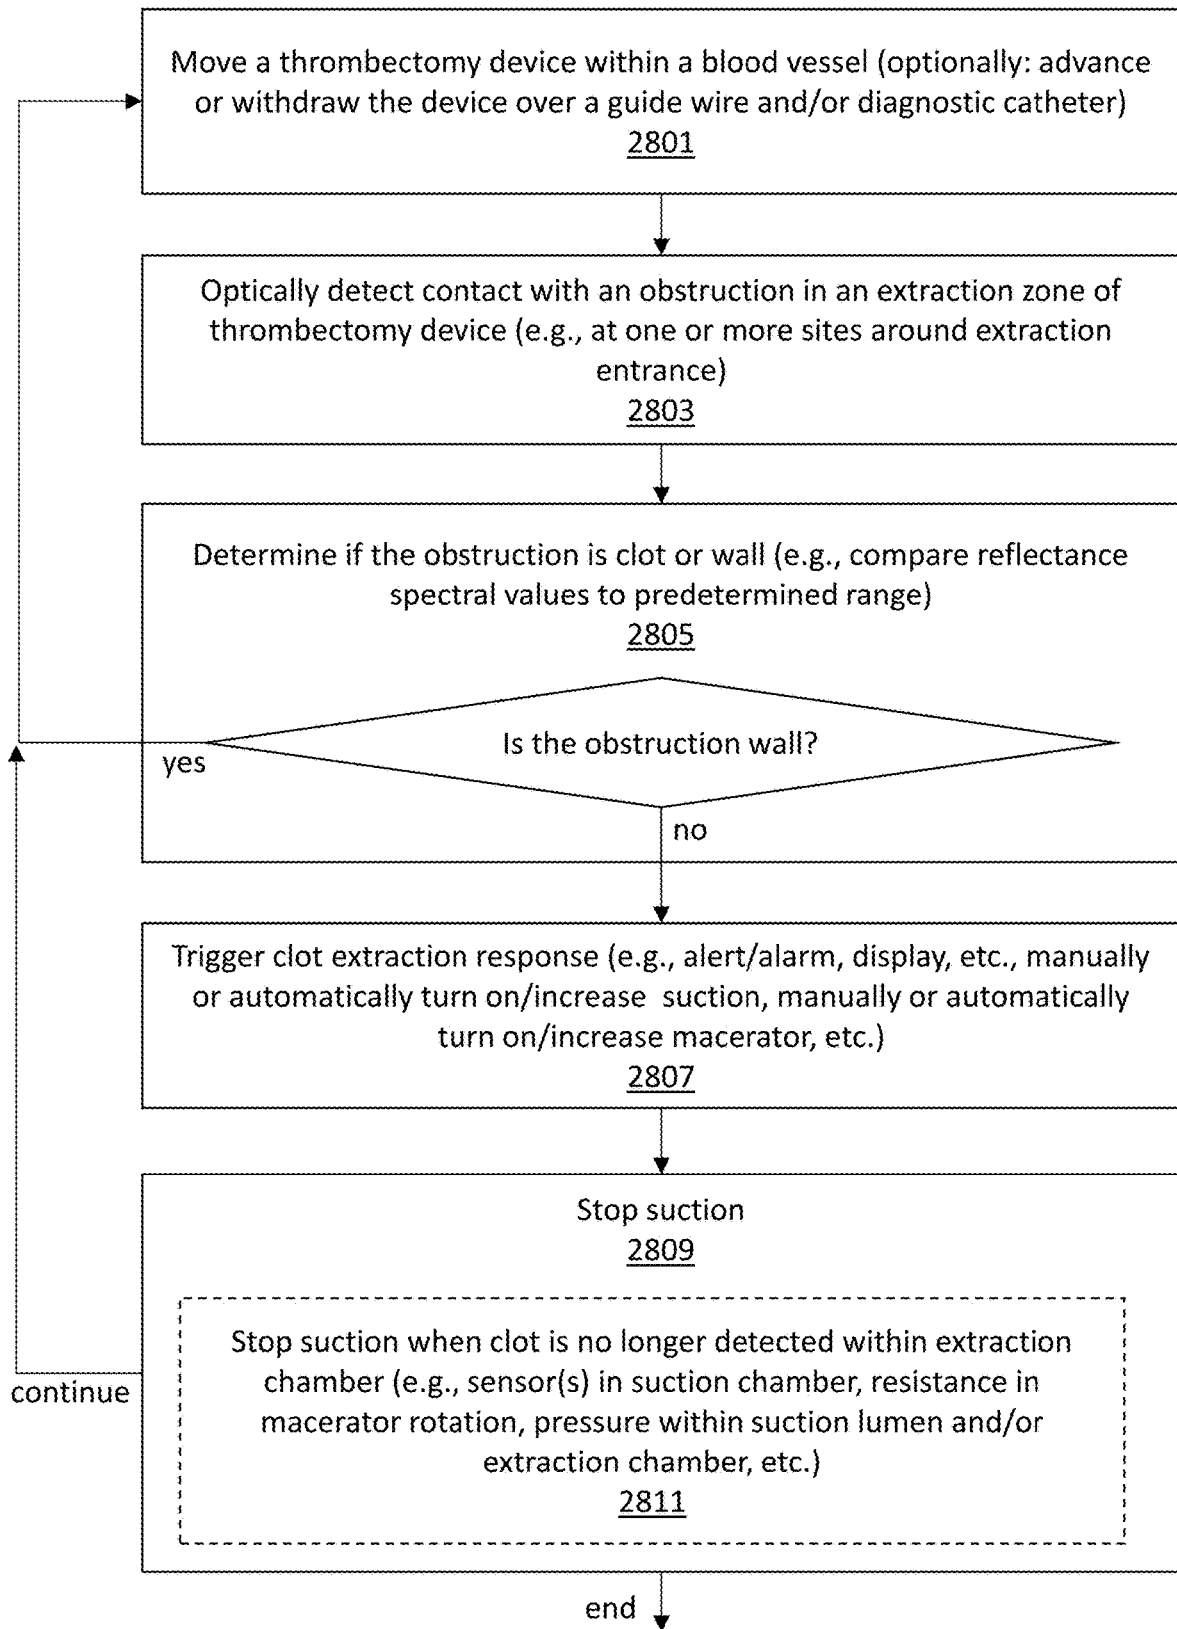 Move a thrombectomy device within a blood vessel (optionally: advance
or withdraw the device over a guide wire and/or diagnostic catheter)
2801
Optically detect contact with an obstruction in an extraction zone of
thrombectomy device (e.g., at one or more sites around extraction
entrance)
2803
Determine if the obstruction is clot or wall (e.g., compare reflectance
spectral values to predetermined range)
2805
Is the obstruction wall?
yes
no
Trigger clot extraction response (e.g., alert/alarm, display, etc., manually
or automatically turn on/increase suction, manually or automatically
turn on/increase macerator, etc.)
2807
Stop suction
2809
Stop suction when clot is no longer detected within extraction
chamber (e.g., sensor(s) in suction chamber, resistance in
macerator rotation, pressure within suction lumen and/or
extraction chamber, etc.)
2811
continue
end